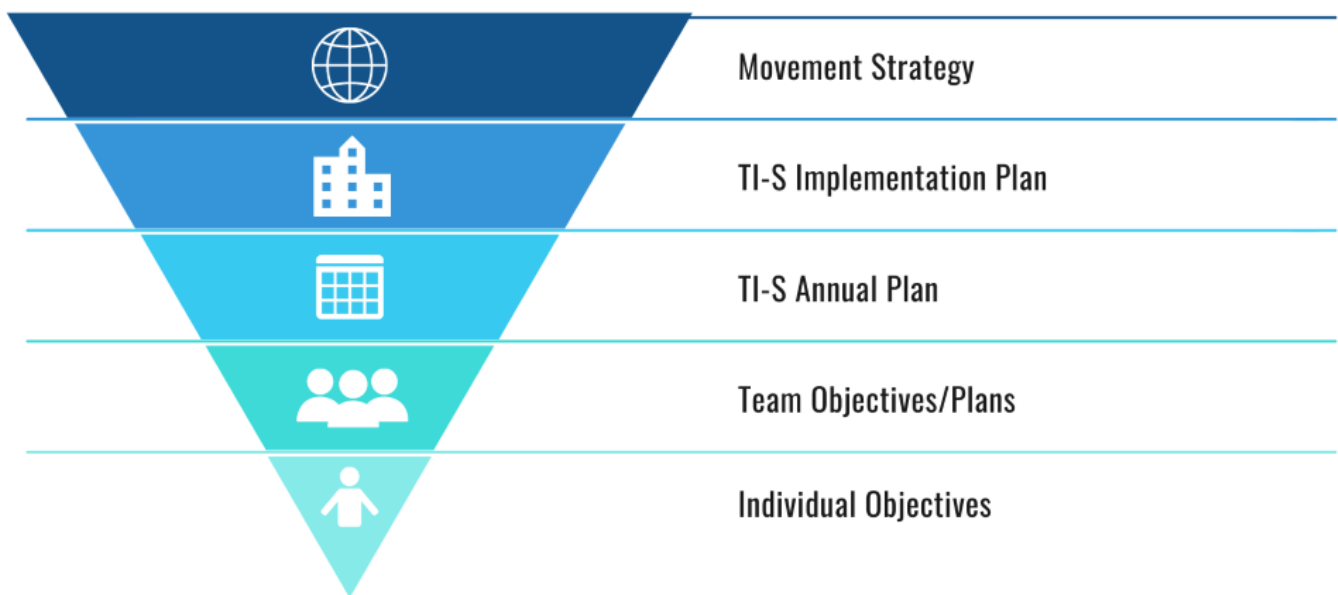 Movement Strategy
TI-S Implementation Plan
TI-S Annual Plan
Team Objectives/Plans
Individual Objectives